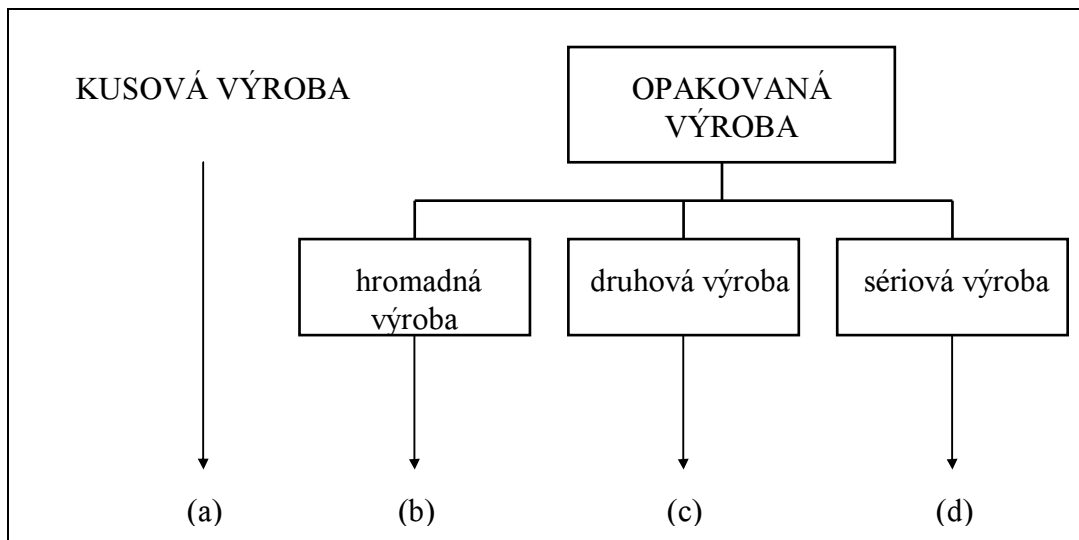 KUSOVÁ VÝROBA
OPAKOVANÁ
VÝROBA
hromadná
výroba
druhová výroba
sériová výroba
(a)
(b)
(c)
(d)